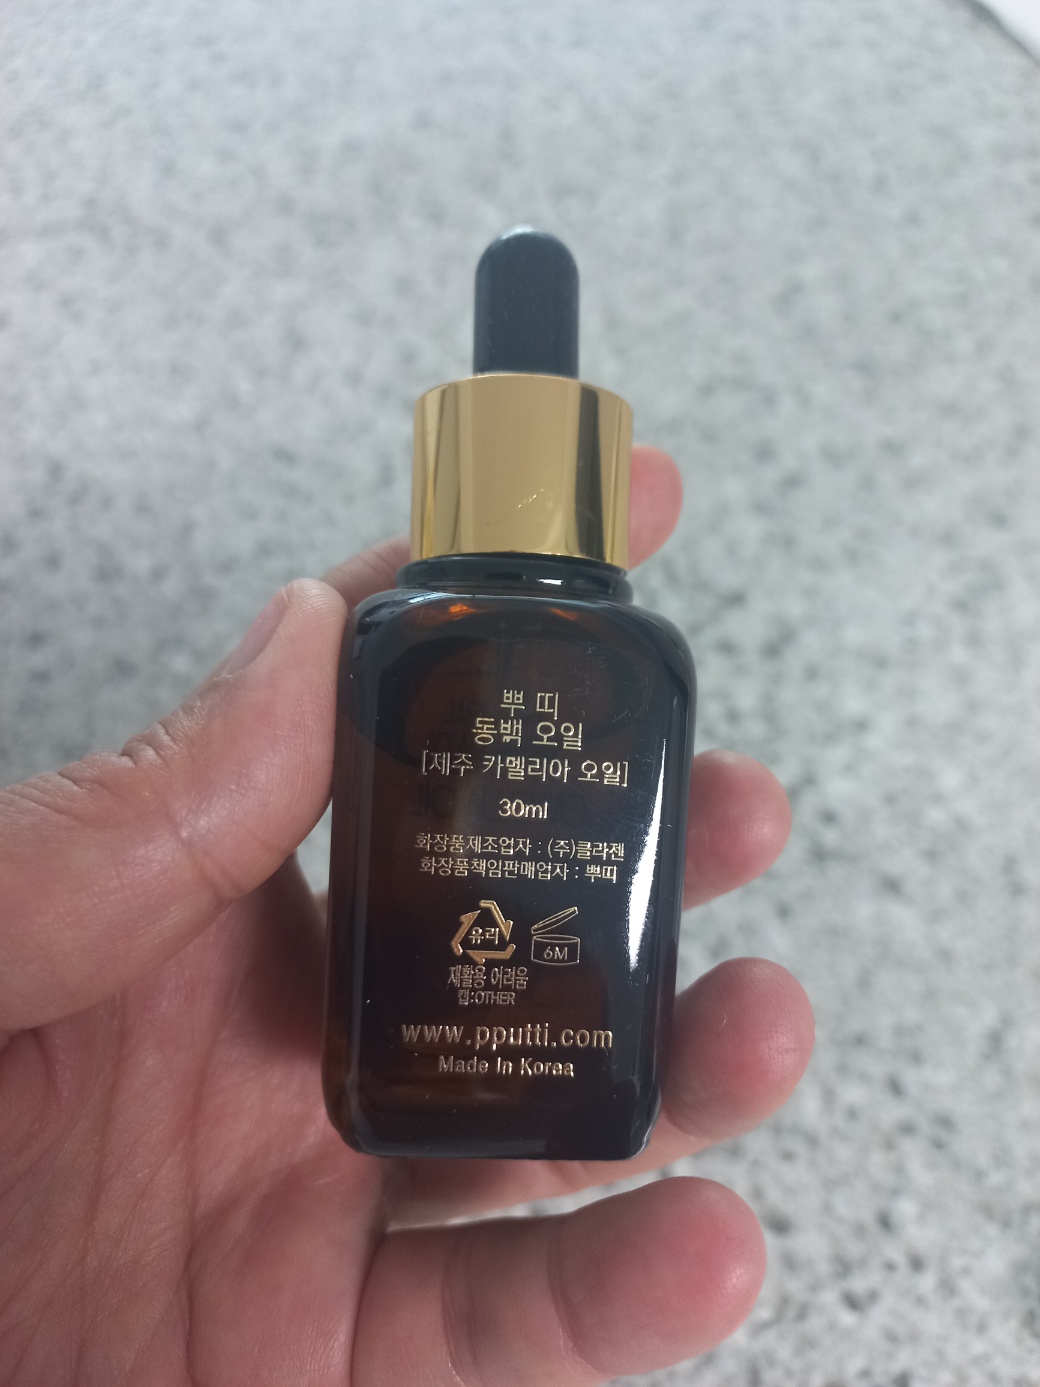 뿌 띠
동백 오일
[제주 카멜리아 오일]
30ml
화장품제조업자 : (주)콜라젠
화장품책임판매업자 : 뿌띠
유리
6M
재활용 어려움
캡:OTHER
www.pputti.com
Made In Korea